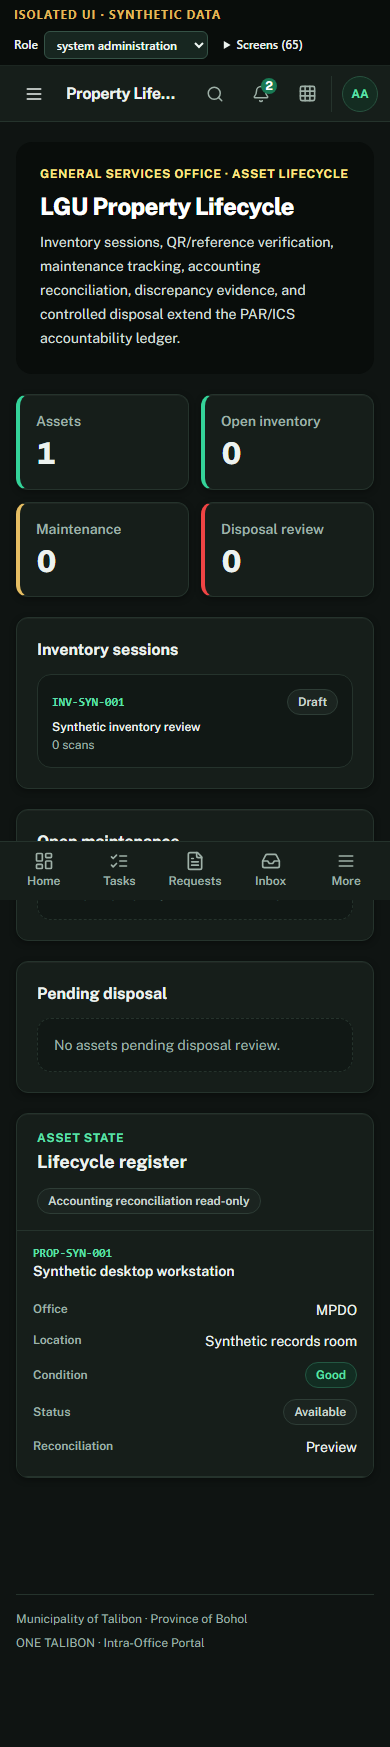 ISOLATED UI · SYNTHETIC DATA
Role system administration Screens (65)
Property Life... 2 AA
GENERAL SERVICES OFFICE · ASSET LIFECYCLE
LGU Property Lifecycle
Inventory sessions, QR/reference verification,
maintenance tracking, accounting
reconciliation, discrepancy evidence, and
controlled disposal extend the PAR/ICS
accountability ledger.
Assets
1
Open inventory
0
Maintenance
0
Disposal review
0
Inventory sessions
INV-SYN-001 Draft
Synthetic inventory review
0 scans
Open maintenance
Home Tasks Requests Inbox More
Pending disposal
No assets pending disposal review.
ASSET STATE
Lifecycle register
Accounting reconciliation read-only
PROP-SYN-001
Synthetic desktop workstation
Office MPDO
Location Synthetic records room
Condition Good
Status Available
Reconciliation Preview
Municipality of Talibon · Province of Bohol
ONE TALIBON · Intra-Office Portal